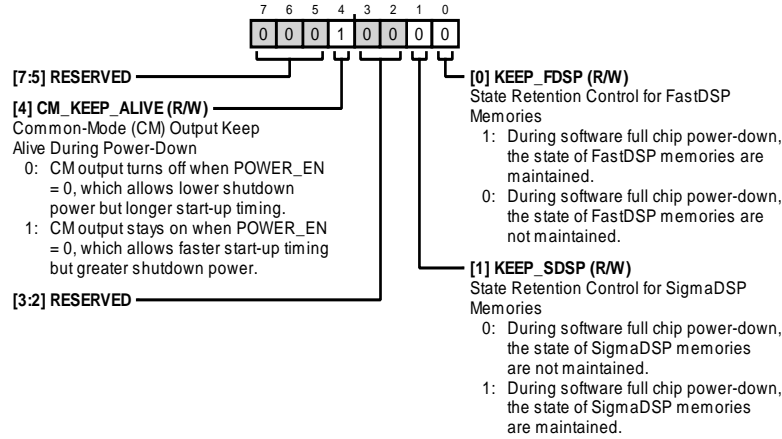 7 6 5 4 3 2 1 0
0 0 0 1 0 0 0 0
[7:5] RESERVED
[4] CM_KEEP_ALIVE (R/W)
Common-Mode (CM) Output Keep
Alive During Power-Down
0: CM output turns off when POWER_EN
= 0, which allows lower shutdown
power but longer start-up timing.
1: CM output stays on when POWER_EN
= 0, which allows faster start-up timing
but greater shutdown power.
[3:2] RESERVED
[0] KEEP_FDSP (R/W)
State Retention Control for FastDSP
Memories
1: During software full chip power-down,
the state of FastDSP memories are
maintained.
0: During software full chip power-down,
the state of FastDSP memories are
not maintained.
[1] KEEP_SDSP (R/W)
State Retention Control for SigmaDSP
Memories
0: During software full chip power-down,
the state of SigmaDSP memories
are not maintained.
1: During software full chip power-down,
the state of SigmaDSP memories
are maintained.